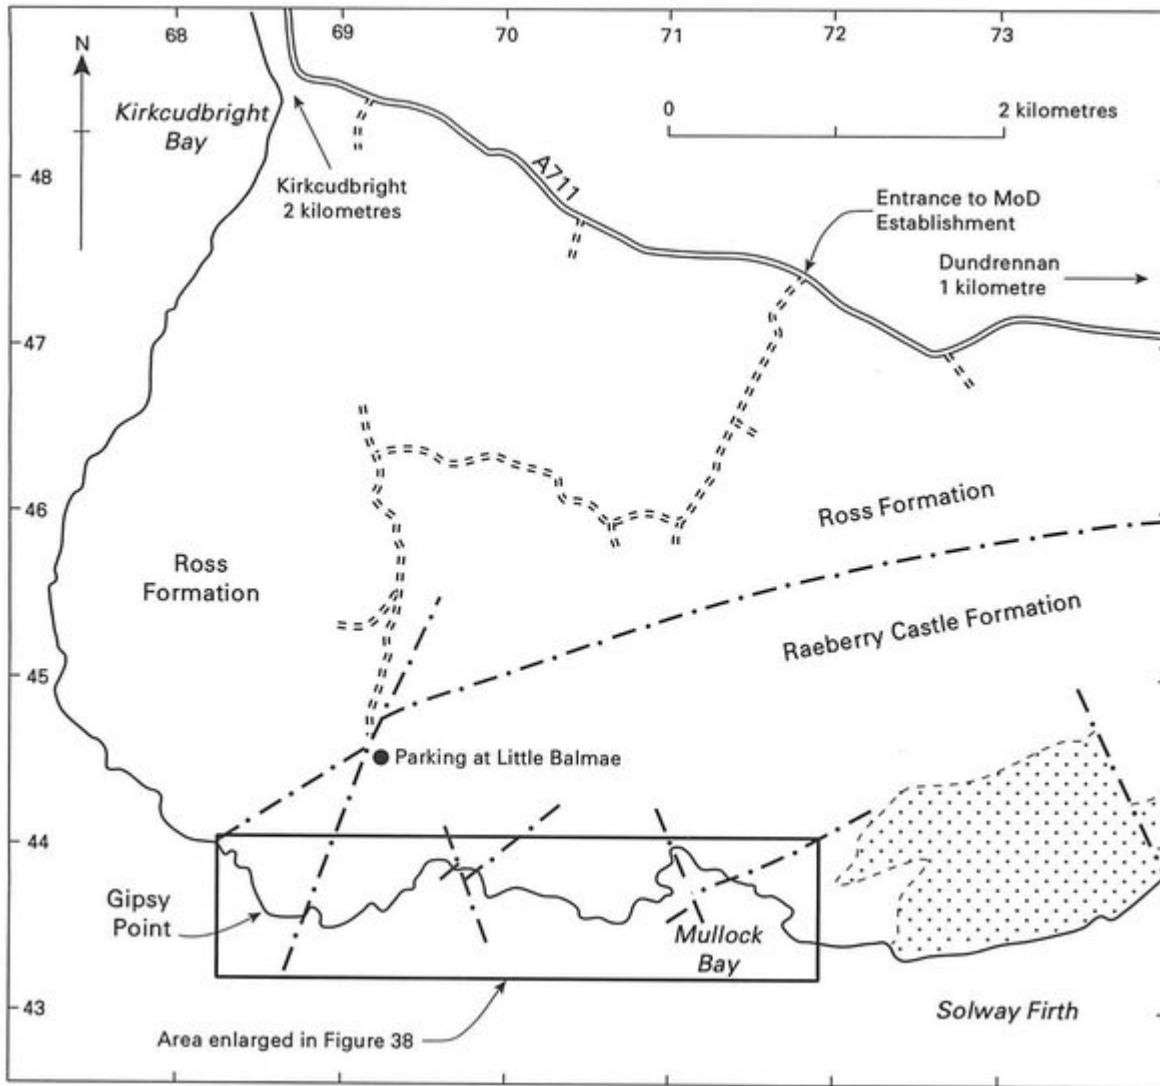 68
69
70
71
72
73
N
Kirkcudbright
Bay
0
2 kilometres
48
Kirkcudbright
2 kilometres
A711
Entrance to MoD
Establishment
Dundrennan
1 kilometre
47
46
Ross Formation
Ross
Formation
Raeberry Castle Formation
45
Parking at Little Balmae
44
Gipsy
Point
Mullock
Bay
43
Solway Firth
Area enlarged in Figure 38